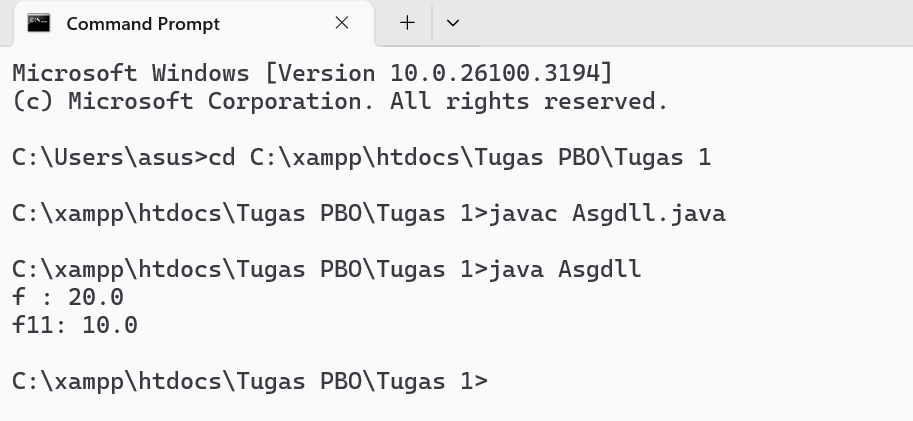 Command Prompt
Microsoft Windows [Version 10.0.26100.3194]
(c) Microsoft Corporation. All rights reserved.
C:\Users\asus>cd C:\xampp\htdocs\Tugas PBO\Tugas 1
C:\xampp\htdocs\Tugas PBO\Tugas 1>javac Asgdll.java
C:\xampp\htdocs\Tugas PBO\Tugas 1>java Asgdll
f : 20.0
f11: 10.0
C:\xampp\htdocs\Tugas PBO\Tugas 1>